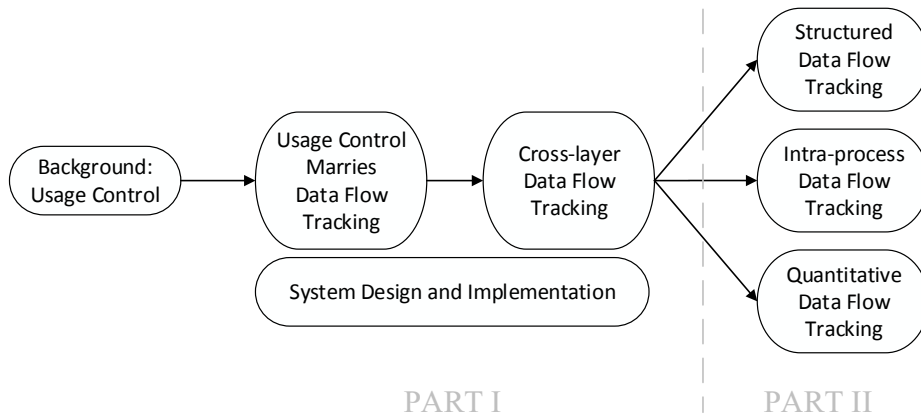 Background:
Usage Control
Usage Control
Marries
Data Flow
Tracking
Cross-layer
Data Flow
Tracking
System Design and Implementation
Structured
Data Flow
Tracking
Intra-process
Data Flow
Tracking
Quantitative
Data Flow
Tracking
PART I
PART II